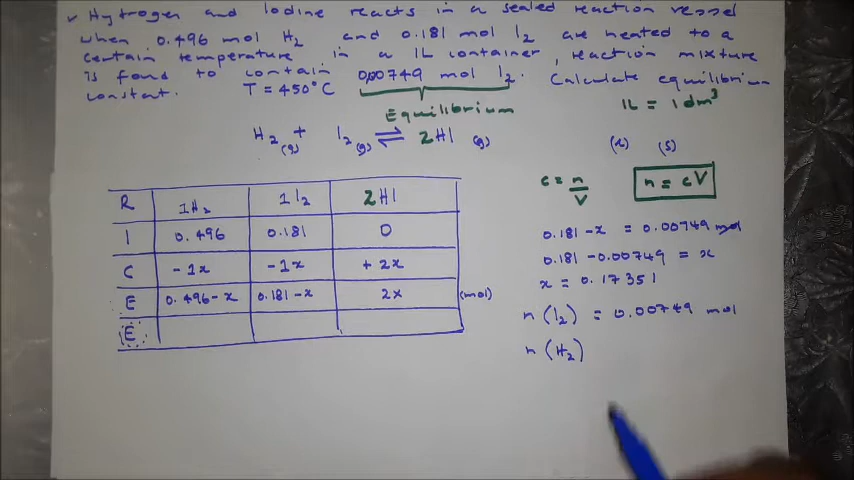 ✓ Hydrogen and Iodine reacts in a sealed reaction vessel
when 0.496 mol H2 and 0.181 mol I2 are heated to a
certain temperature in a 1L container, reaction mixture
is found to contain 0,00749 mol I2. Calculate equilibrium
constant. T = 450°C
Equilibrium
1L = 1 dm³
H2 (g) + I2 (g) ⇌ 2HI (g)
(l) (s)
c = n/V
n = cV
R 1H2 1I2 2HI
I 0.496 0.181 0
C -1x -1x +2x
E 0.496-x 0.181-x 2x (mol)
E
0.181-x = 0.00749 mol
0.181-0.00749 = x
x = 0.17351
n(I2) = 0.00749 mol
n(H2)